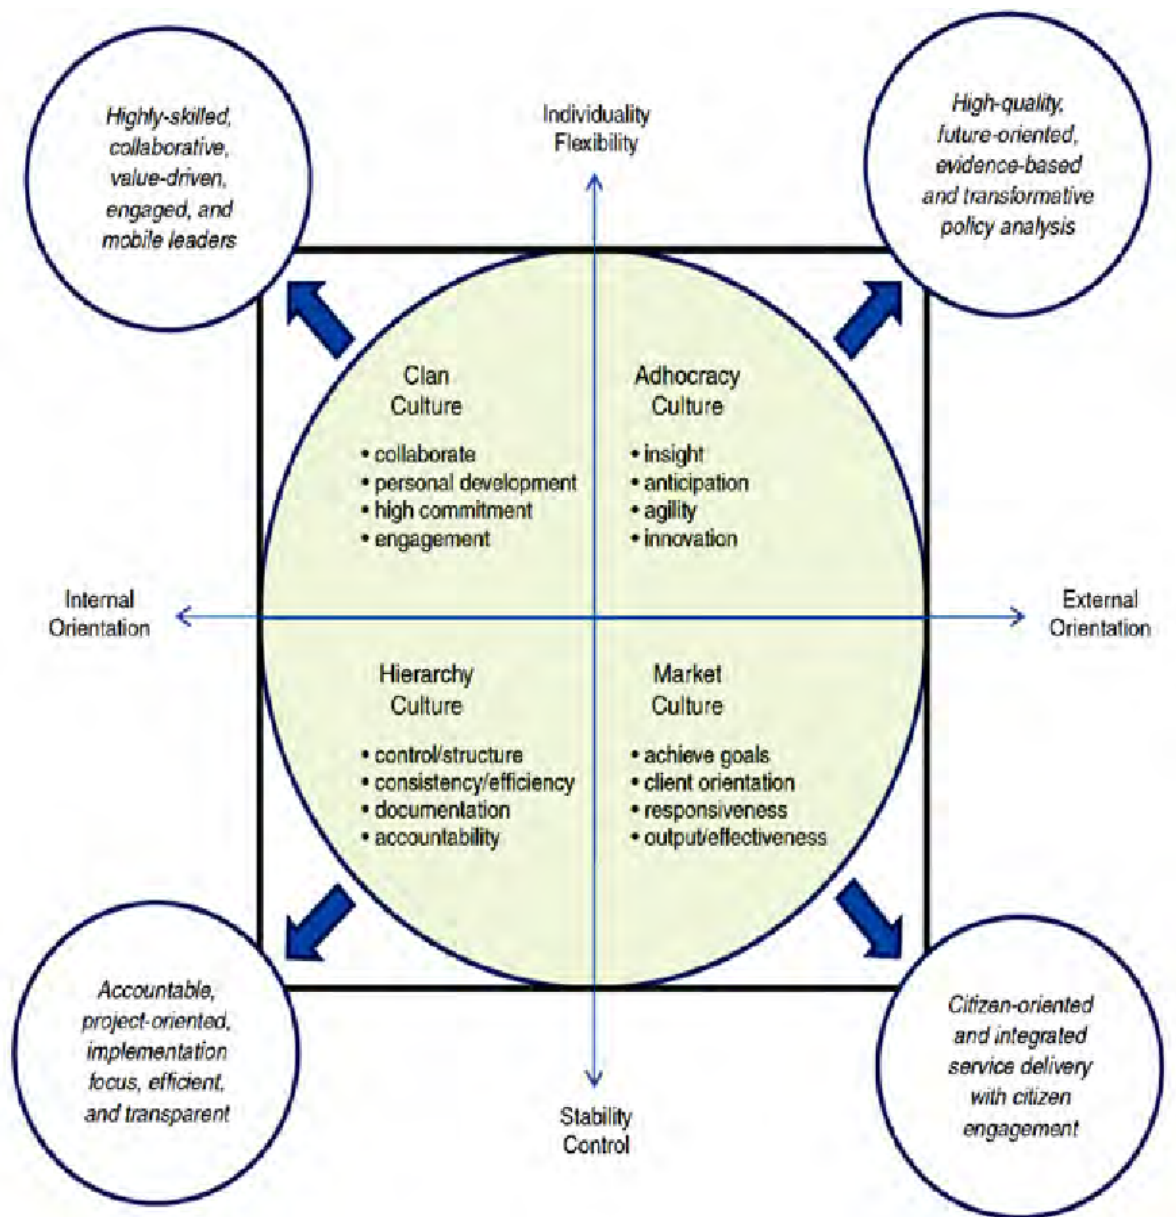 Highly-skilled,
collaborative,
value-driven,
engaged, and
mobile leaders
Individuality
Flexibility
High-quality,
future-oriented,
evidence-based
and transformative
policy analysis
Clan
Culture
• collaborate
• personal development
• high commitment
• engagement
Adhocracy
Culture
• insight
• anticipation
• agility
• innovation
Internal
Orientation
External
Orientation
Hierarchy
Culture
• control/structure
• consistency/efficiency
• documentation
• accountability
Market
Culture
• achieve goals
• client orientation
• responsiveness
• output/effectiveness
Accountable,
project-oriented,
implementation
focus, efficient,
and transparent
Stability
Control
Citizen-oriented
and integrated
service delivery
with citizen
engagement